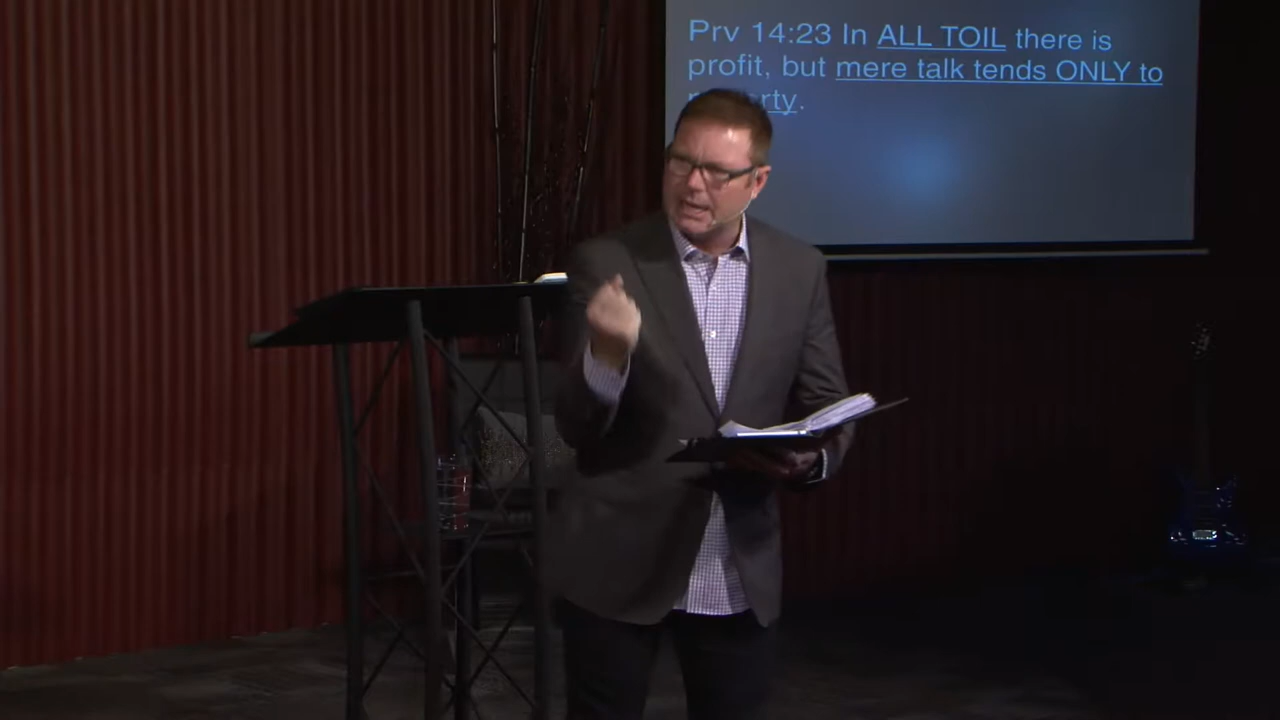 Prv 14:23 In ALL TOIL there is
profit, but mere talk tends ONLY to